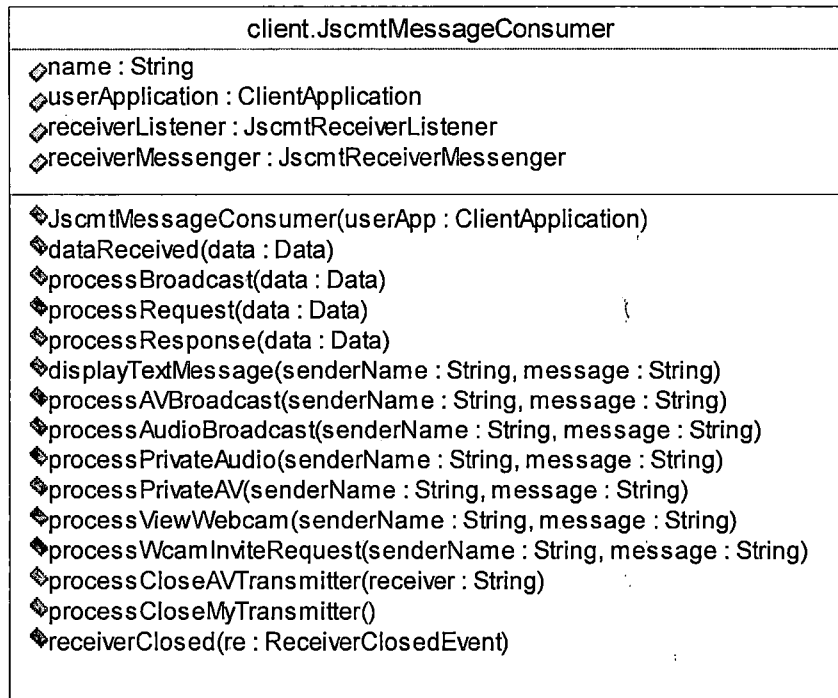 client.JscmtMessageConsumer
name : String
userApplication : ClientApplication
receiverListener : JscmtReceiverListener
receiverMessenger : JscmtReceiverMessenger
JscmtMessageConsumer(userApp : ClientApplication)
dataReceived(data : Data)
processBroadcast(data : Data)
processRequest(data : Data)
processResponse(data : Data)
displayTextMessage(senderName : String, message : String)
processAVBroadcast(senderName : String, message : String)
processAudioBroadcast(senderName : String, message : String)
processPrivateAudio(senderName : String, message : String)
processPrivateAV(senderName : String, message : String)
processViewWebcam(senderName : String, message : String)
processWcamInviteRequest(senderName : String, message : String)
processCloseAVTransmitter(receiver : String)
processCloseMyTransmitter()
receiverClosed(re : ReceiverClosedEvent)